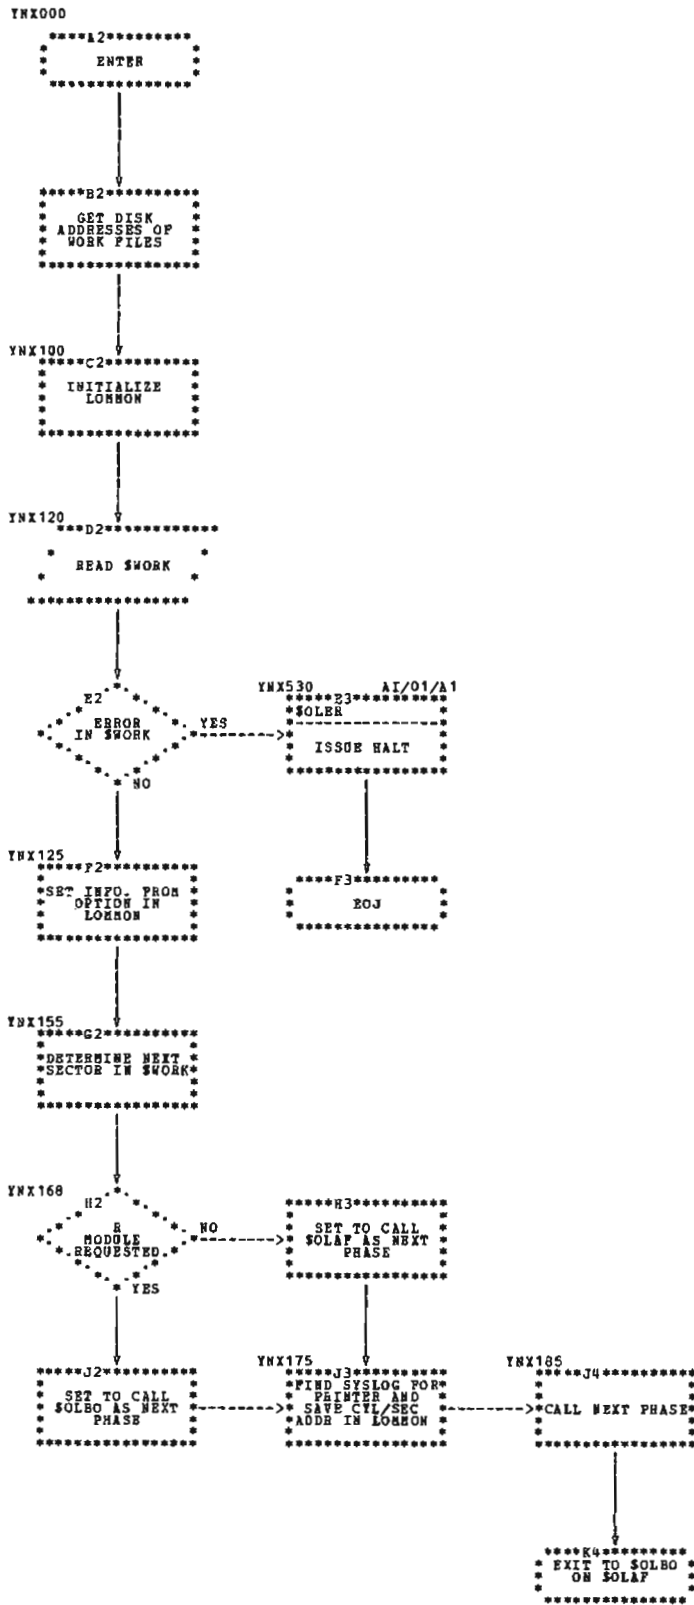 YNX000
A2
ENTER
B2
GET DISK
ADDRESSES OF
WORK FILES
YNX100
C2
INITIALIZE
LOMMON
YNX120
D2
READ $WORK
E2
ERROR
IN $WORK
YES
NO
YNX530
AI/01/A1
E3
$OLER
ISSUE HALT
YNX125
F2
SET INFO. FROM
OPTION IN
LOMMON
F3
EOJ
YNX155
G2
DETERMINE NEXT
SECTOR IN $WORK
YNX168
H2
R
MODULE
REQUESTED
NO
YES
H3
SET TO CALL
$OLAF AS NEXT
PHASE
J2
SET TO CALL
$OLBO AS NEXT
PHASE
YNX175
J3
FIND SYSLOG FOR
PRINTER AND
SAVE CYL/SEC
ADDR IN LOMMON
YNX185
J4
CALL NEXT PHASE
K4
EXIT TO $OLBO
ON $OLAF